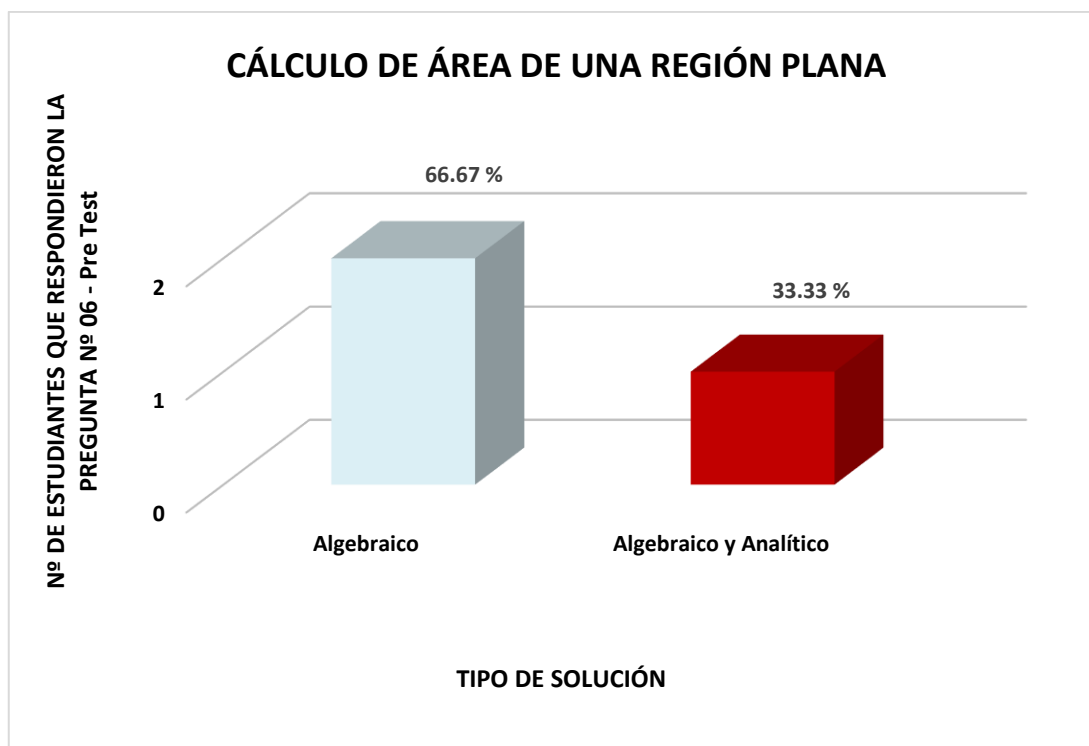 CÁLCULO DE ÁREA DE UNA REGIÓN PLANA
Nº DE ESTUDIANTES QUE RESPONDIERON LA
PREGUNTA Nº 06 - Pre Test
66.67 %
33.33 %
2
1
0
Algebraico
Algebraico y Analítico
TIPO DE SOLUCIÓN